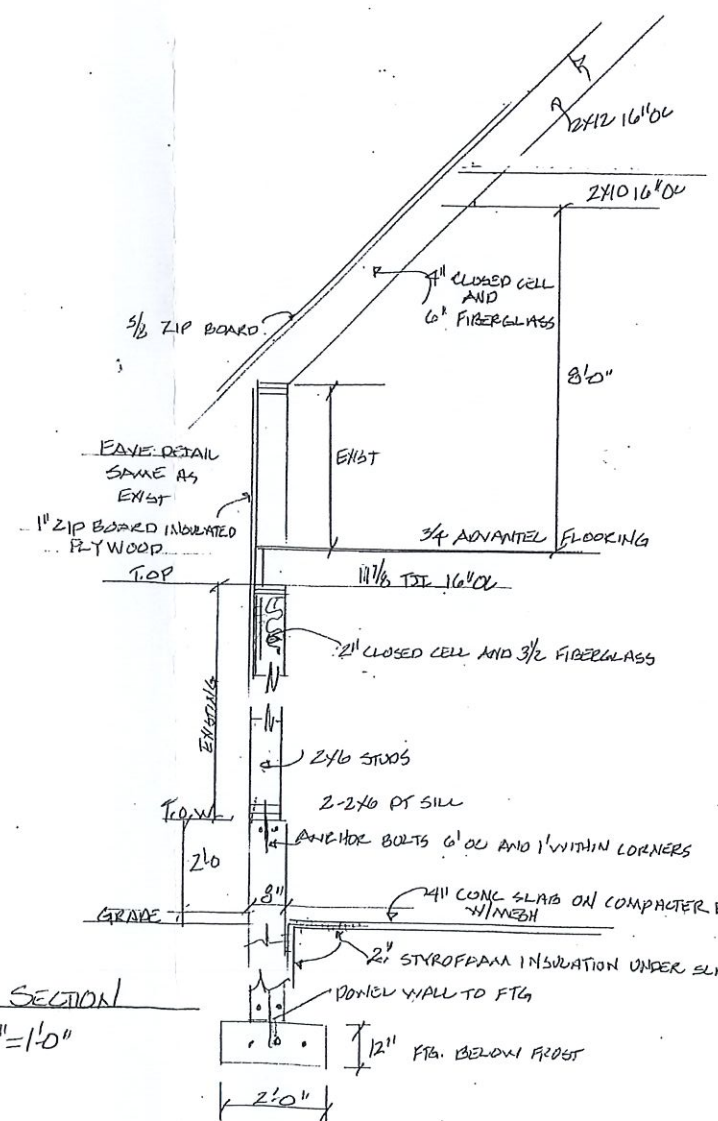 2X12 16"OC
2X10 16"OC
4" CLOSED CELL
AND
6" FIBERGLASS
5/8 ZIP BOARD
8'0"
EAVE DETAIL
SAME AS
EXIST
EXIST
1" ZIP BOARD INSULATED
PLYWOOD
3/4 ADVANTEL FLOORING
T.O.P
11 7/8 TJI 16"OC
2" CLOSED CELL AND 3 1/2 FIBERGLASS
EXISTING
2X6 STUDS
2-2X6 PT SILL
T.O.W.
ANCHOR BOLTS 6'OC AND 1'WITHIN CORNERS
2'0
8"
4" CONC SLAB ON COMPACTER
W/MESH
GRADE
2" STYROFOAM INSULATION UNDER
DOWEL WALL TO FTG
SECTION
"=1'0"
12" FTG. BELOW FROST
2'-0"